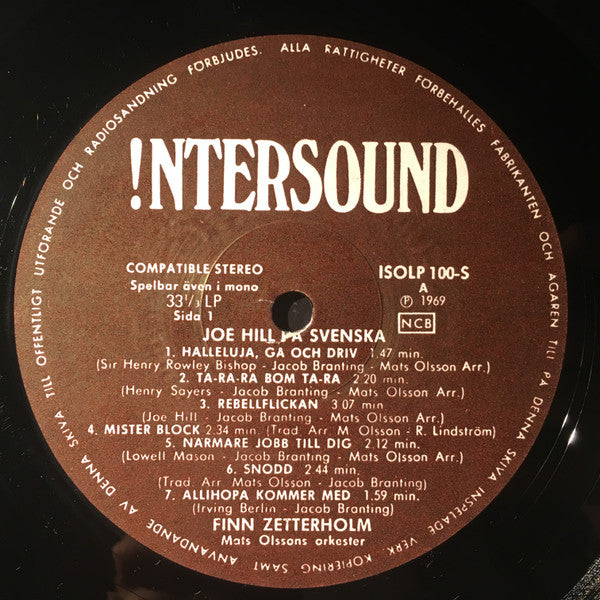 ALLA RÄTTIGHETER FÖRBEHÅLLES FABRIKANTEN OCH ÄGAREN TILL PÅ DENNA SKIVA INSPELADE VERK. KOPIERING SAMT ANVÄNDANDE AV DENNA SKIVA TILL OFFENTLIGT UTFÖRANDE OCH RADIOSANDNING FÖRBJUDES.
!NTERSOUND
COMPATIBLE STEREO
Spelbar även i mono
33 1/3 LP
Sida 1
ISOLP 100-S
A
Ⓟ 1969
NCB
JOE HILL PÅ SVENSKA
1. HALLELUJA, GÅ OCH DRIV 1.47 min.
(Sir Henry Rowley Bishop - Jacob Branting - Mats Olsson Arr.)
2. TA-RA-RA BOM TA-RA 2.20 min.
(Henry Sayers - Jacob Branting - Mats Olsson Arr.)
3. REBELLFLICKAN 3.07 min
(Joe Hill - Jacob Branting - Mats Olsson Arr.)
4. MISTER BLOCK 2.34 min. (Trad. Arr. M. Olsson - R. Lindström)
5. NÄRMARE JOBB TILL DIG 2.12 min.
(Lowell Mason - Jacob Branting - Mats Olsson Arr.)
6. SNODD 2.44 min.
(Trad. Arr. Mats Olsson - Jacob Branting)
7. ALLIHOPA KOMMER MED 1.59 min.
(Irving Berlin - Jacob Branting)
FINN ZETTERHOLM
Mats Olssons orkester